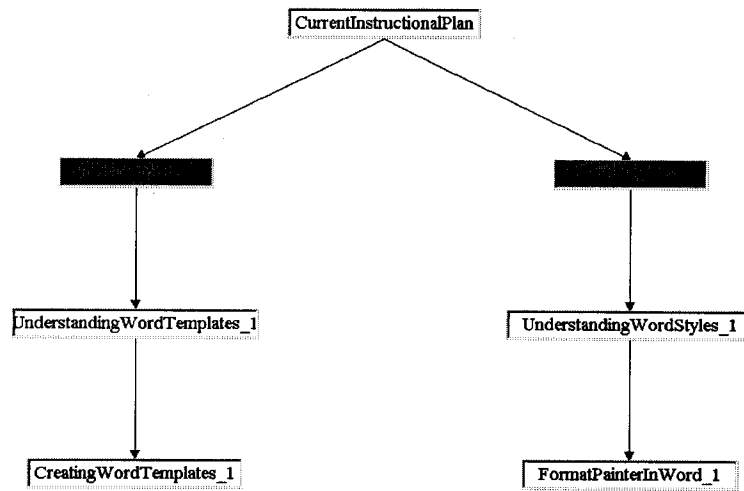 CurrentInstructionalPlan
UnderstandingWordTemplates_1
UnderstandingWordStyles_1
CreatingWordTemplates_1
FormatPainterInWord_1